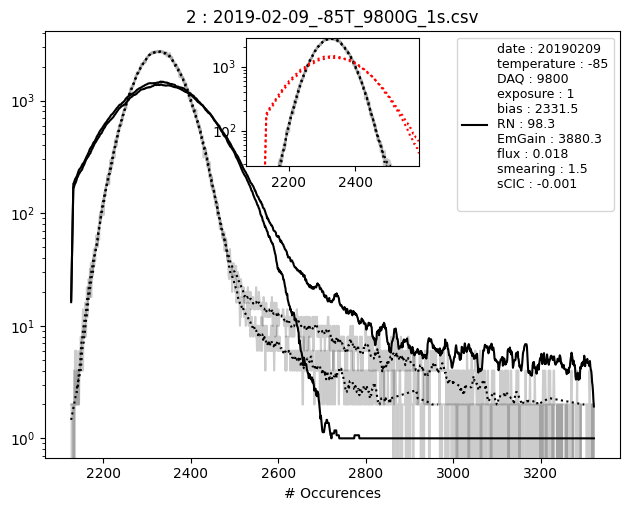 2 : 2019-02-09_-85T_9800G_1s.csv
date : 20190209
temperature : -85
DAQ : 9800
exposure : 1
bias : 2331.5
RN : 98.3
EmGain : 3880.3
flux : 0.018
smearing : 1.5
sCIC : -0.001
10³
10²
2200 2400
10³
10²
10¹
10⁰
2200 2400 2600 2800 3000 3200
# Occurences